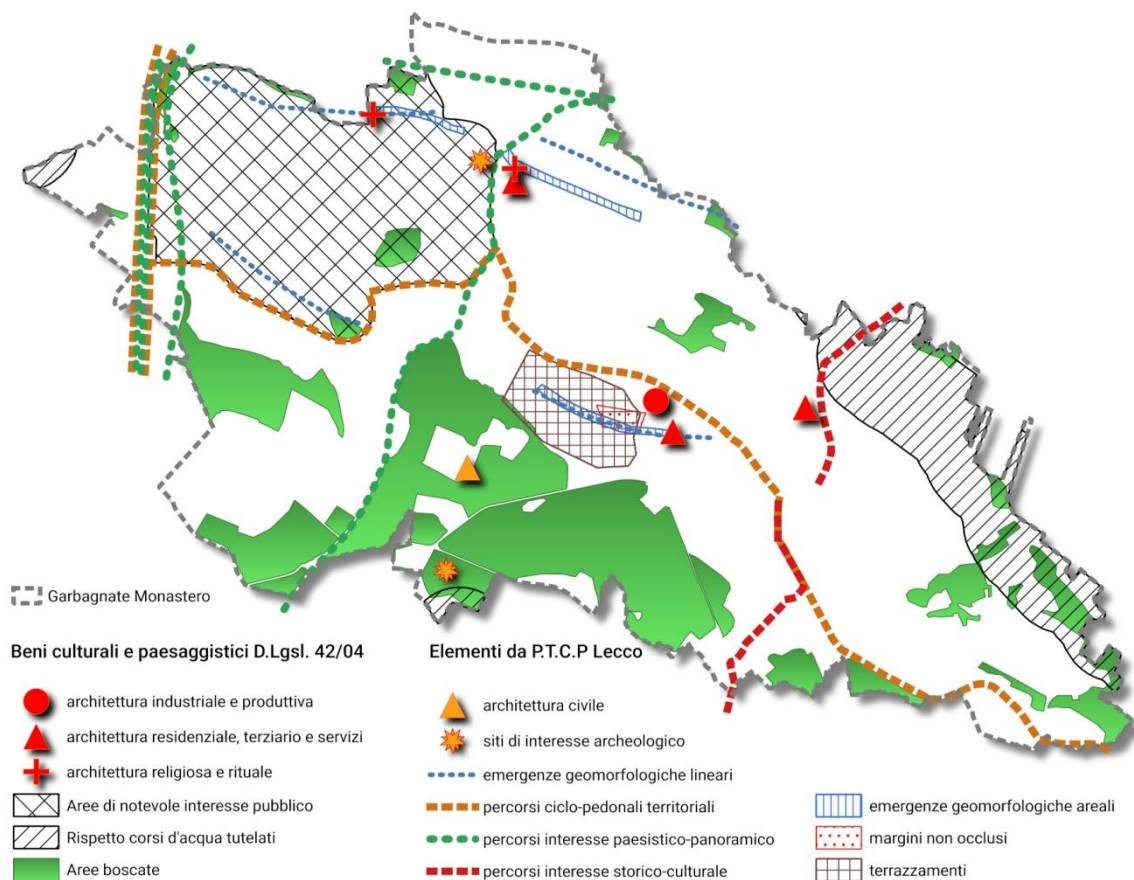 Garbagnate Monastero
Beni culturali e paesaggistici D.Lgsl. 42/04
architettura industriale e produttiva
architettura residenziale, terziario e servizi
architettura religiosa e rituale
Aree di notevole interesse pubblico
Rispetto corsi d'acqua tutelati
Aree boscate
Elementi da P.T.C.P Lecco
architettura civile
siti di interesse archeologico
emergenze geomorfologiche lineari
percorsi ciclo-pedonali territoriali
percorsi interesse paesistico-panoramico
percorsi interesse storico-culturale
emergenze geomorfologiche areali
margini non occlusi
terrazzamenti